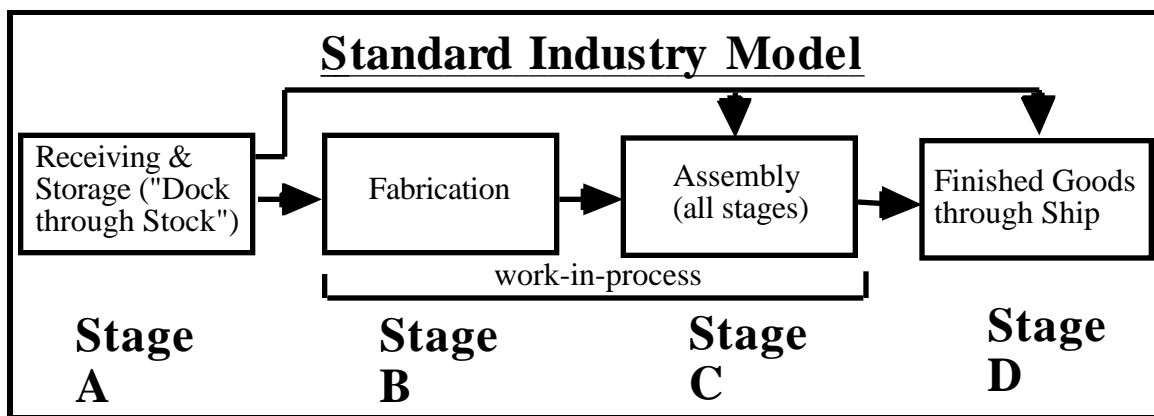 Standard Industry Model
Receiving &
Storage ("Dock
through Stock")
Fabrication
Assembly
(all stages)
Finished Goods
through Ship
work-in-process
Stage
A
Stage
B
Stage
C
Stage
D